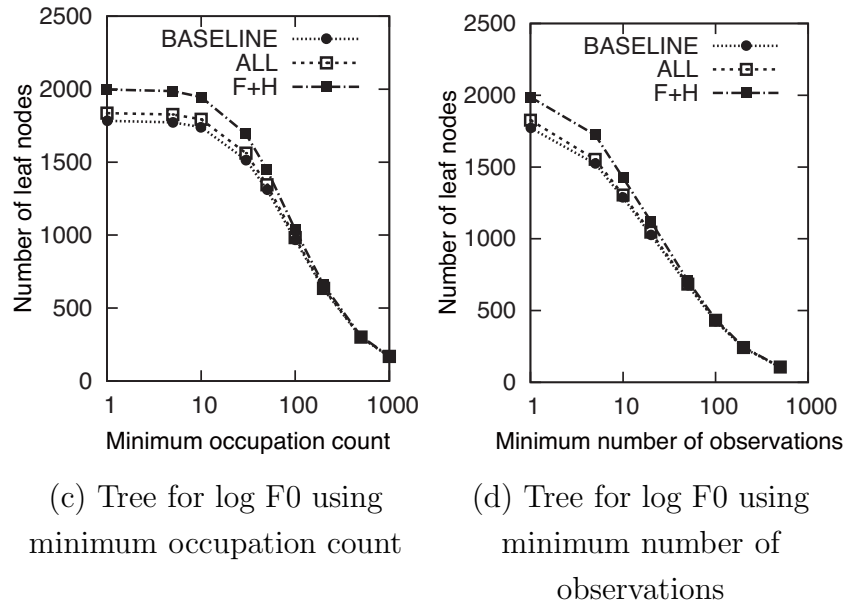 2500
2000
1500
1000
500
0
Number of leaf nodes
BASELINE
ALL
F+H
1 10 100 1000
Minimum occupation count
(c) Tree for log F0 using
minimum occupation count
2500
2000
1500
1000
500
0
Number of leaf nodes
BASELINE
ALL
F+H
1 10 100 1000
Minimum number of observations
(d) Tree for log F0 using
minimum number of
observations